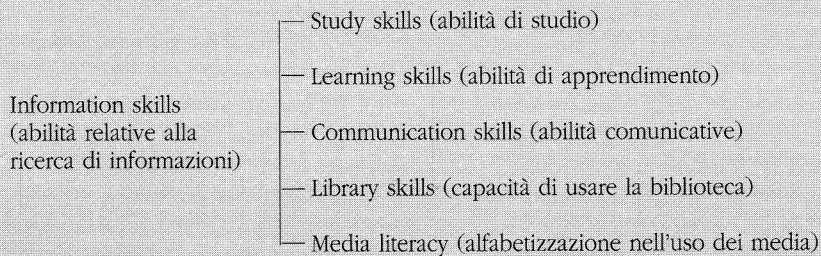 Information skills
(abilità relative alla
ricerca di informazioni)
Study skills (abilità di studio)
Learning skills (abilità di apprendimento)
Communication skills (abilità comunicative)
Library skills (capacità di usare la biblioteca)
Media literacy (alfabetizzazione nell'uso dei media)